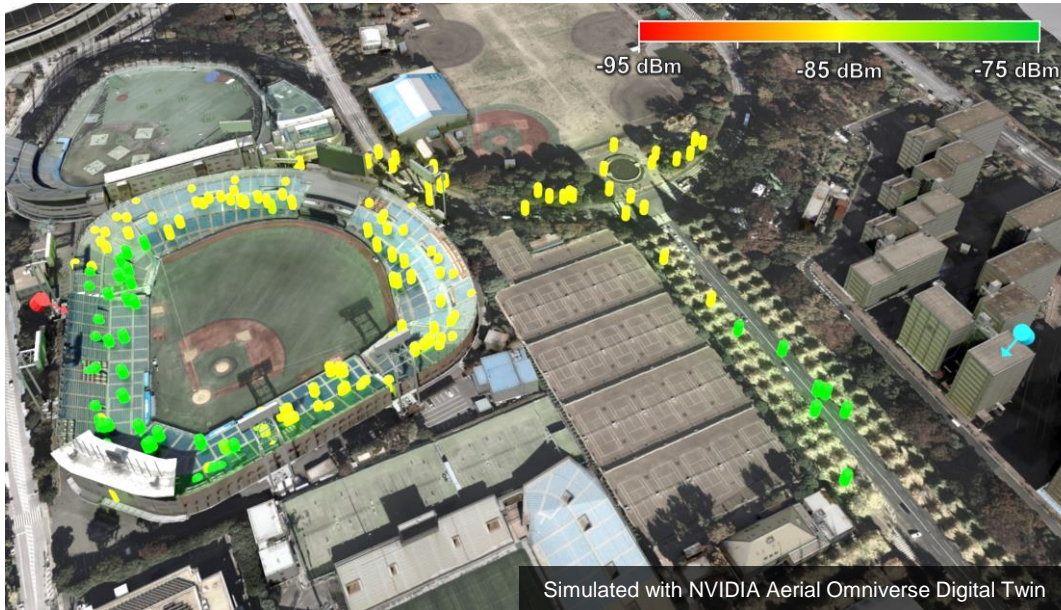 -95 dBm -85 dBm -75 dBm
Simulated with NVIDIA Aerial Omniverse Digital Twin